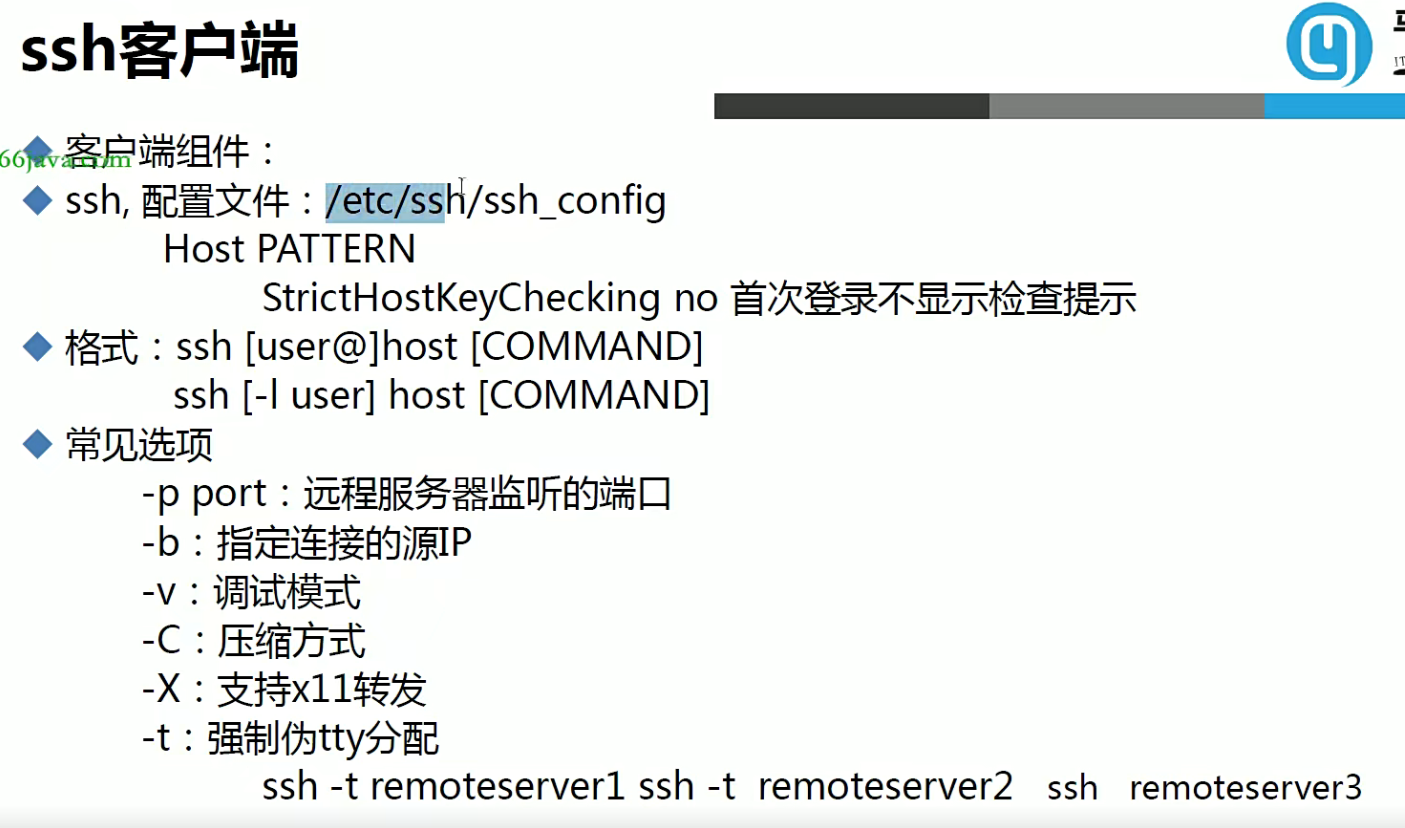 ssh客户端
客户端组件：
66java.com
ssh, 配置文件：/etc/ssh/ssh_config
Host PATTERN
StrictHostKeyChecking no 首次登录不显示检查提示
格式：ssh [user@]host [COMMAND]
ssh [-l user] host [COMMAND]
常见选项
-p port：远程服务器监听的端口
-b：指定连接的源IP
-v：调试模式
-C：压缩方式
-X：支持x11转发
-t：强制伪tty分配
ssh -t remoteserver1 ssh -t remoteserver2 ssh remoteserver3